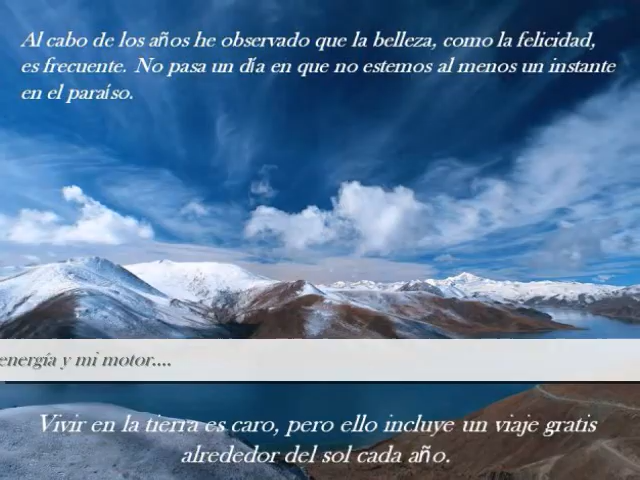 Al cabo de los años he observado que la belleza, como la felicidad,
es frecuente. No pasa un día en que no estemos al menos un instante
en el paraíso.
energía y mi motor....
Vivir en la tierra es caro, pero ello incluye un viaje gratis
alrededor del sol cada año.